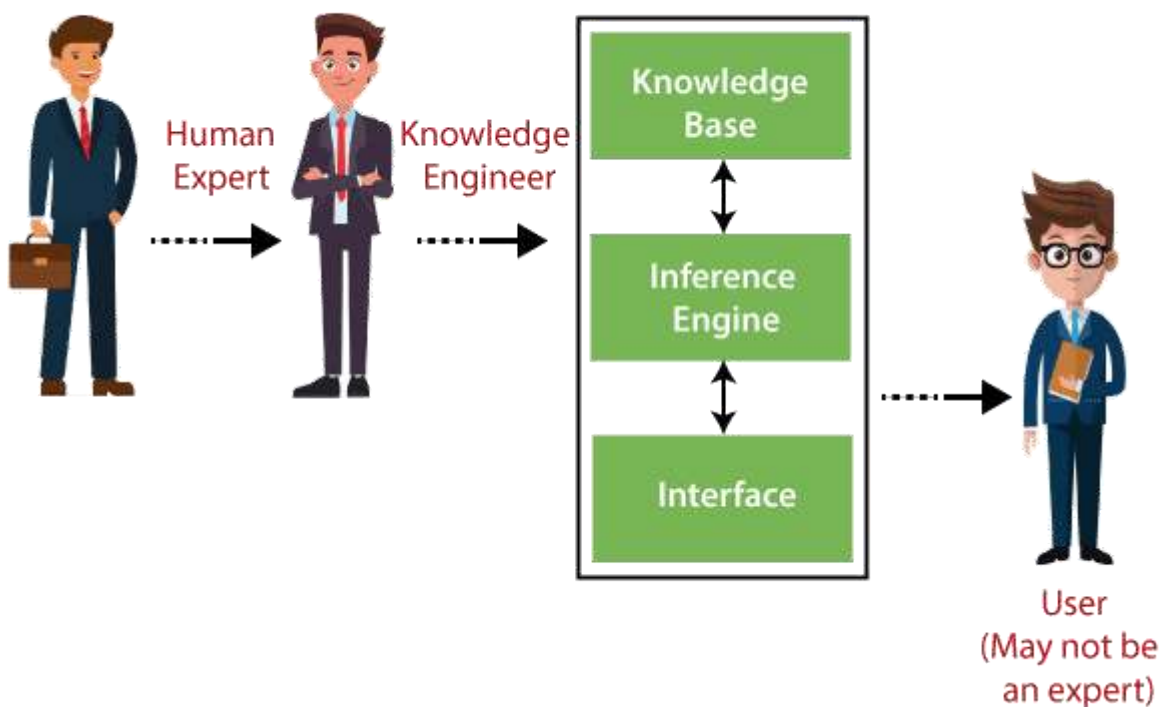 Human
Expert
Knowledge
Engineer
Knowledge
Base
Inference
Engine
Interface
User
(May not be
an expert)